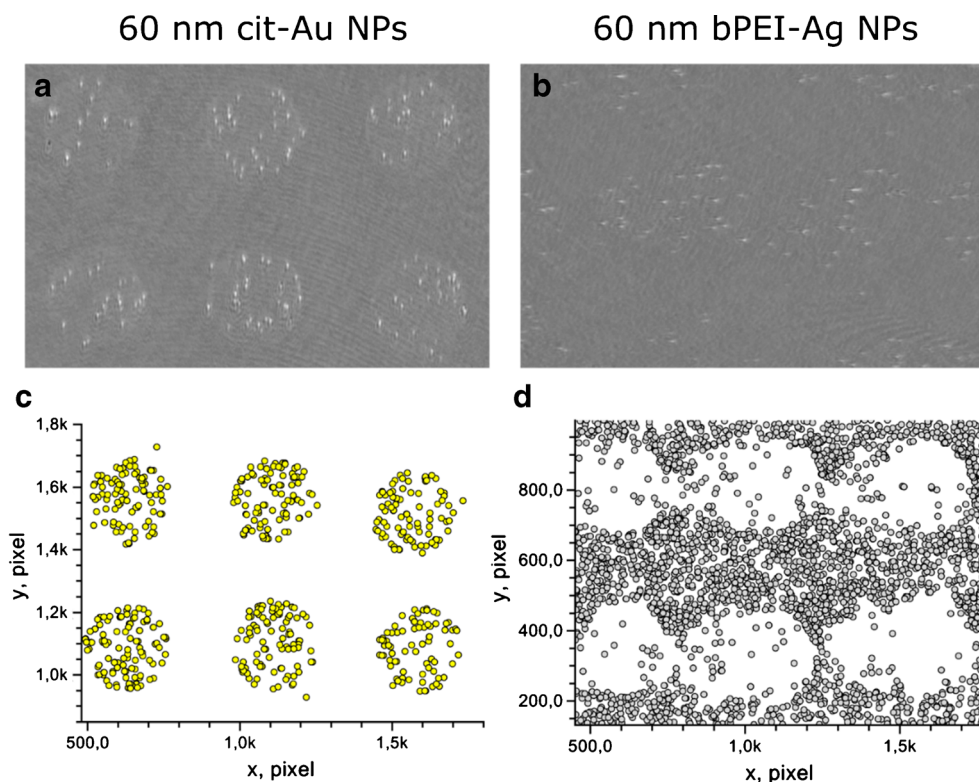 60 nm cit-Au NPs
60 nm bPEI-Ag NPs
a
b
c
d
1,8k
1,6k
1,4k
1,2k
1,0k
y, pixel
500,0
1,0k
1,5k
x, pixel
800,0
600,0
400,0
200,0
y, pixel
500,0
1,0k
1,5k
x, pixel